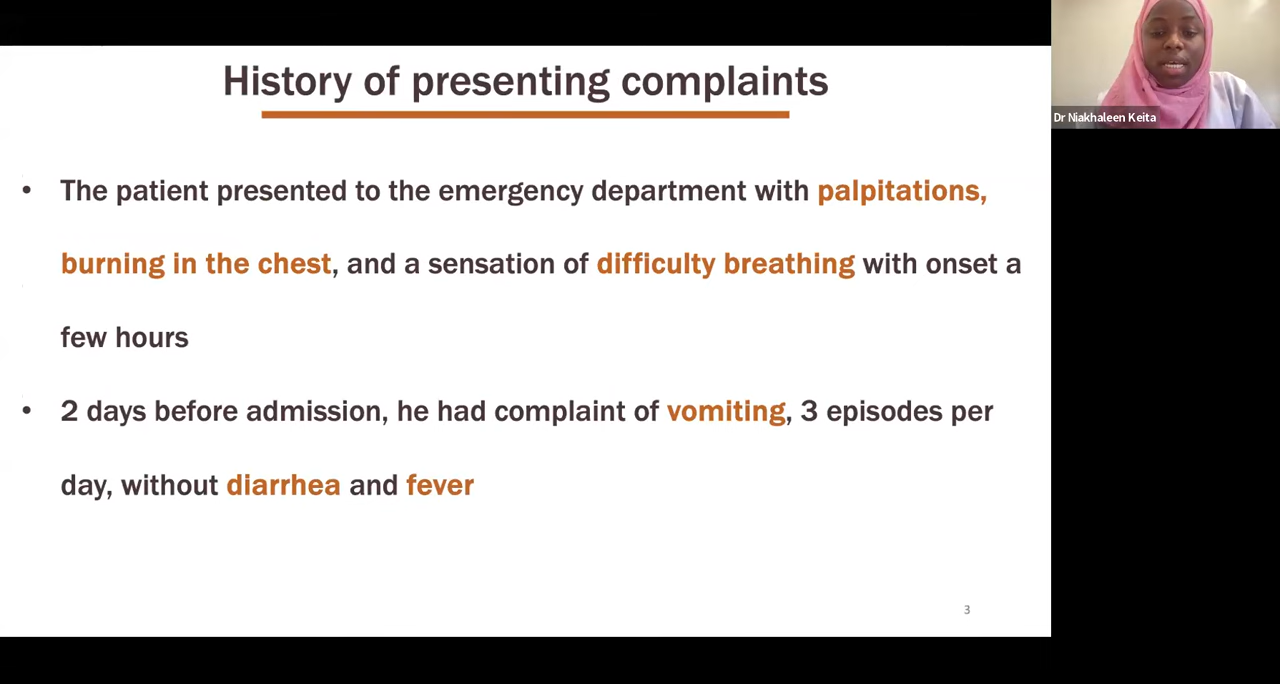 History of presenting complaints
Dr Niakhaleen Keita
• The patient presented to the emergency department with palpitations,
burning in the chest, and a sensation of difficulty breathing with onset a
few hours
• 2 days before admission, he had complaint of vomiting, 3 episodes per
day, without diarrhea and fever
3